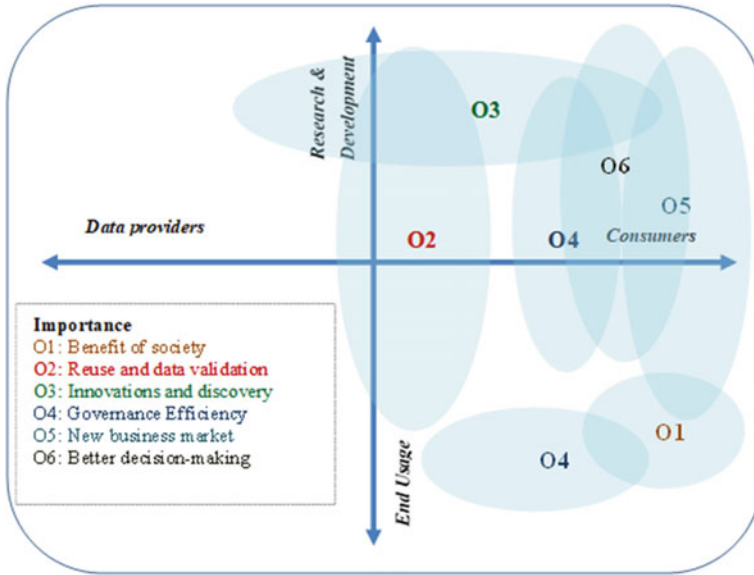 Research &
Development
O3
O6
O5
Data providers
O2
O4
Consumers
Importance
O1: Benefit of society
O2: Reuse and data validation
O3: Innovations and discovery
O4: Governance Efficiency
O5: New business market
O6: Better decision-making
End Usage
O4
O1